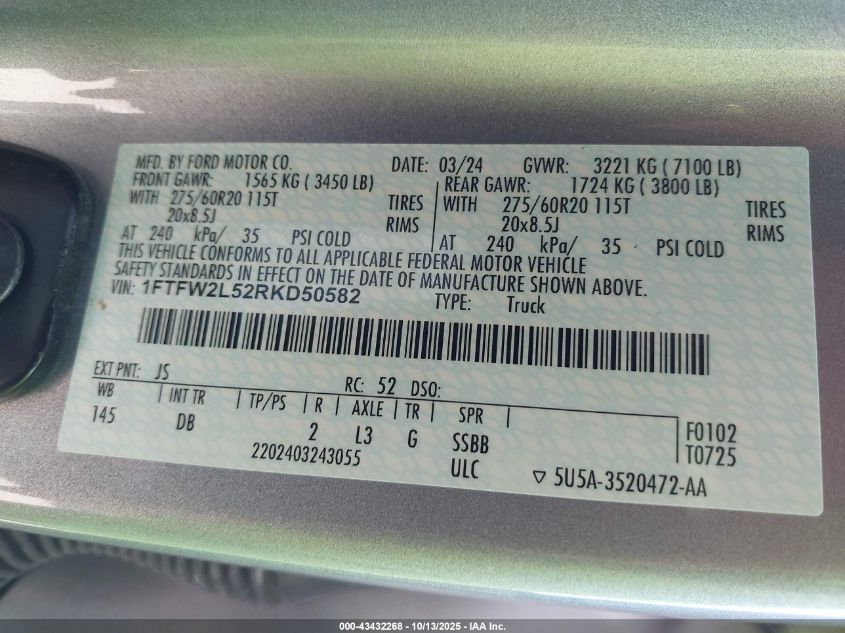 MFD. BY FORD MOTOR CO. DATE: 03/24 GVWR: 3221 KG ( 7100 LB)
FRONT GAWR: 1565 KG ( 3450 LB) REAR GAWR: 1724 KG ( 3800 LB)
WITH 275/60R20 115T TIRES WITH 275/60R20 115T TIRES
20x8.5J RIMS 20x8.5J RIMS
AT 240 kPa/ 35 PSI COLD AT 240 kPa/ 35 PSI COLD
THIS VEHICLE CONFORMS TO ALL APPLICABLE FEDERAL MOTOR VEHICLE
SAFETY STANDARDS IN EFFECT ON THE DATE OF MANUFACTURE SHOWN ABOVE.
VIN: 1FTFW2L52RKD50582 TYPE: Truck
EXT PNT: JS RC: 52 DSO:
WB INT TR TP/PS R AXLE TR SPR
145 DB 2 L3 G SSBB F0102
2202403243055 ULC T0725
5U5A-3520472-AA
000-43432268 - 10/13/2025 - IAA Inc.